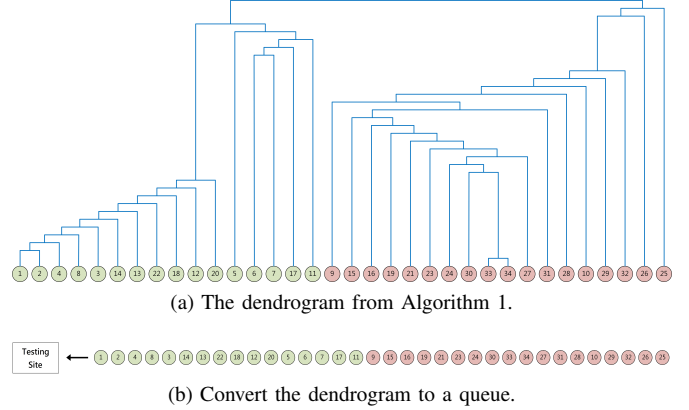 1 2 4 8 3 14 13 22 18 12 20 5 6 7 17 11 9 15 16 19 21 23 24 30 33 34 27 31 28 10 29 32 26 25
(a) The dendrogram from Algorithm 1.
Testing
Site
1 2 4 8 3 14 13 22 18 12 20 5 6 7 17 11 9 15 16 19 21 23 24 30 33 34 27 31 28 10 29 32 26 25
(b) Convert the dendrogram to a queue.